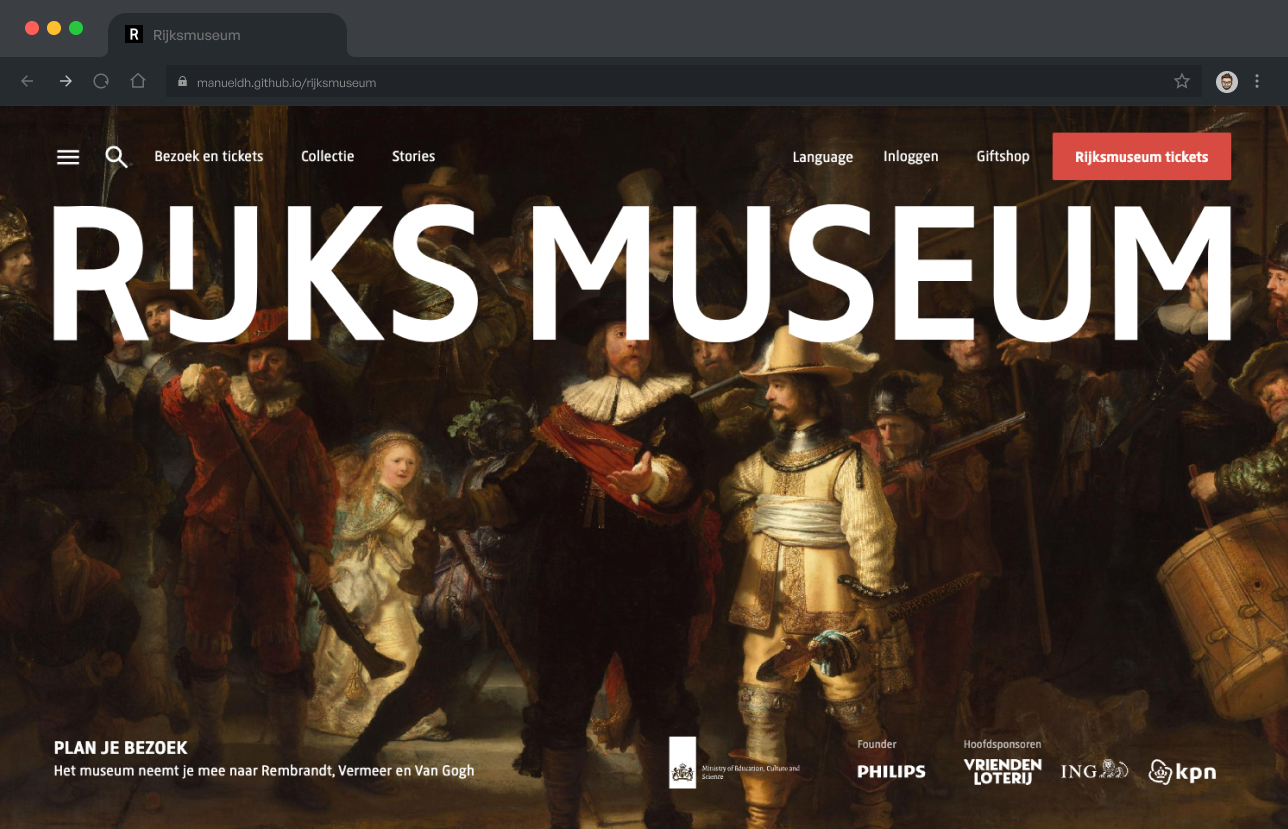 R Rijksmuseum
manueldh.github.io/rijksmuseum
Bezoek en tickets Collectie Stories Language Inloggen Giftshop Rijksmuseum tickets
RIJKS MUSEUM
PLAN JE BEZOEK
Het museum neemt je mee naar Rembrandt, Vermeer en Van Gogh
Ministry of Education, Culture and
Science
Founder
PHILIPS
Hoofdsponsoren
VRIENDEN
LOTERIJ
ING
kpn